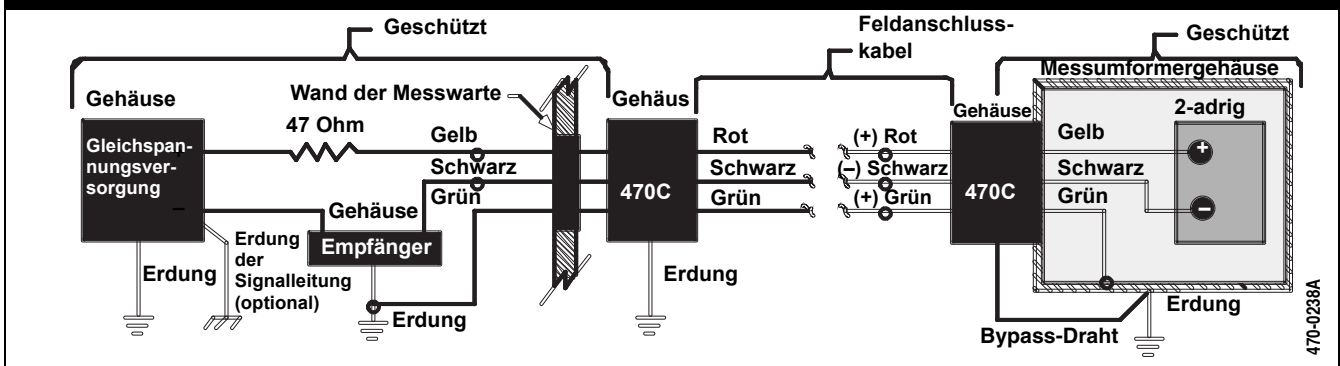 Geschützt
Feldanschluss-
kabel
Geschützt
Messumformergehäuse
Gehäuse
Wand der Messwarte
Gehäus
Gehäuse
2-adrig
47 Ohm
Gleichspan-
nungsver-
sorgung
+
–
Gelb
Schwarz
Grün
470C
Rot
Schwarz
Grün
(+) Rot
(–) Schwarz
(+) Grün
470C
Gelb
Schwarz
Grün
+
–
Gehäuse
Empfänger
Erdung
Erdung
der
Signalleitung
(optional)
Erdung
Erdung
Erdung
Bypass-Draht
470-0238A